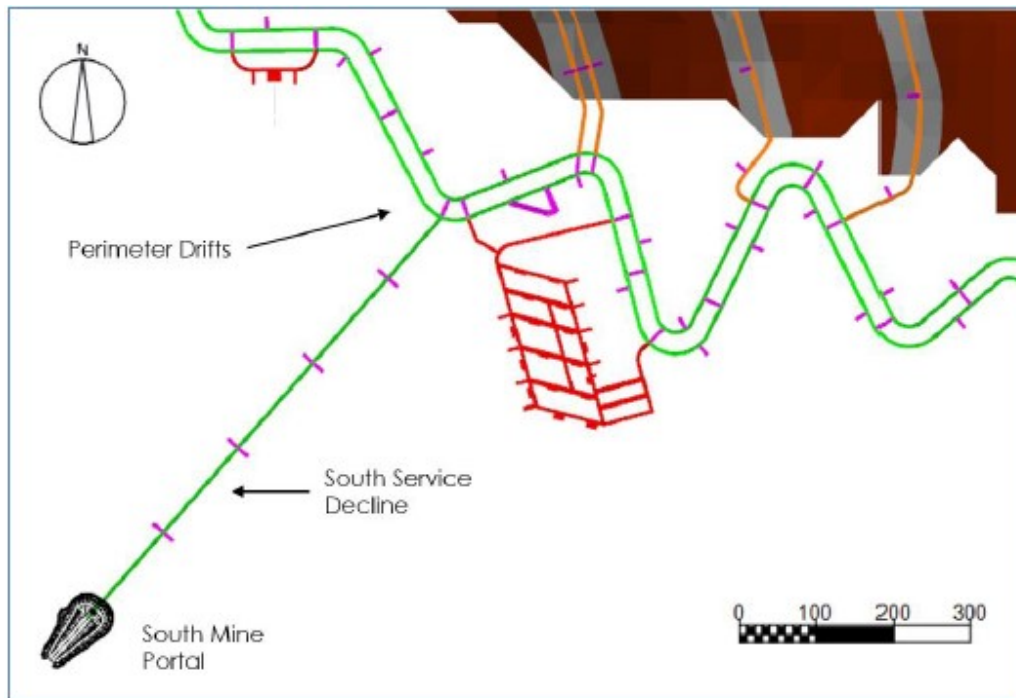 N
Perimeter Drifts
South Service
Decline
South Mine
Portal
0 100 200 300